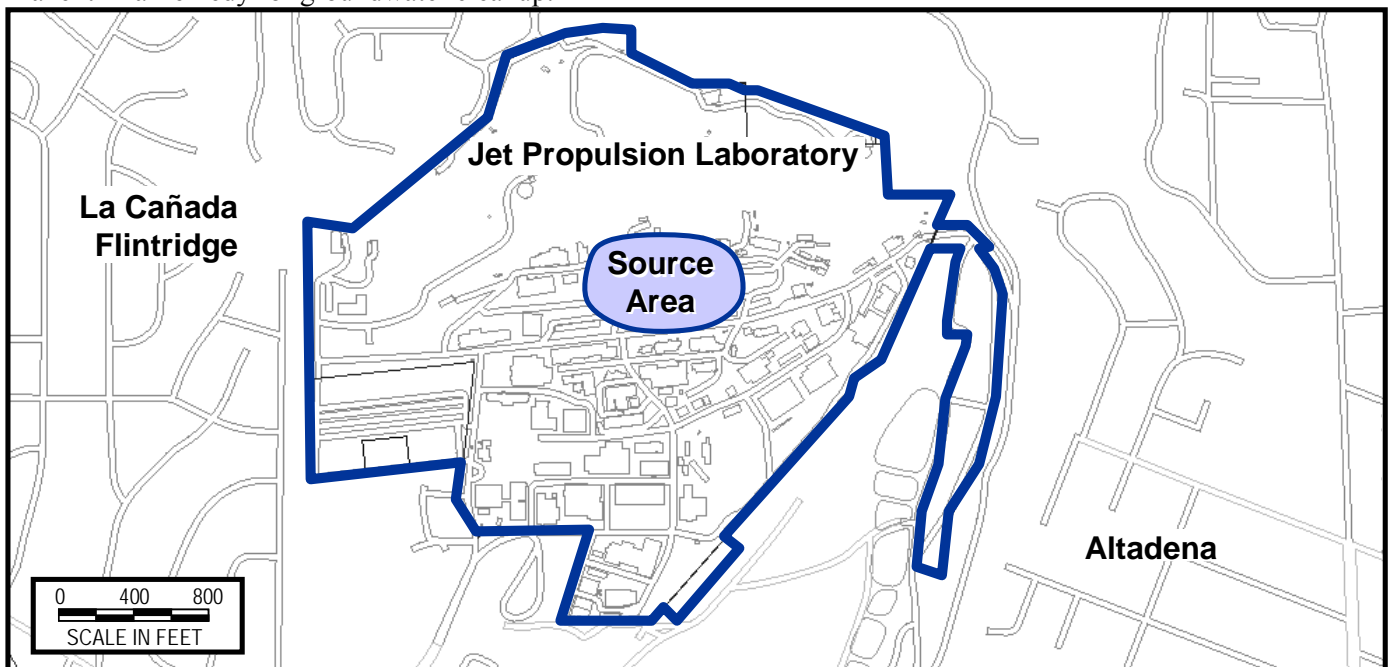 Jet Propulsion Laboratory
La Cañada
Flintridge
Source
Area
Altadena
0 400 800
SCALE IN FEET